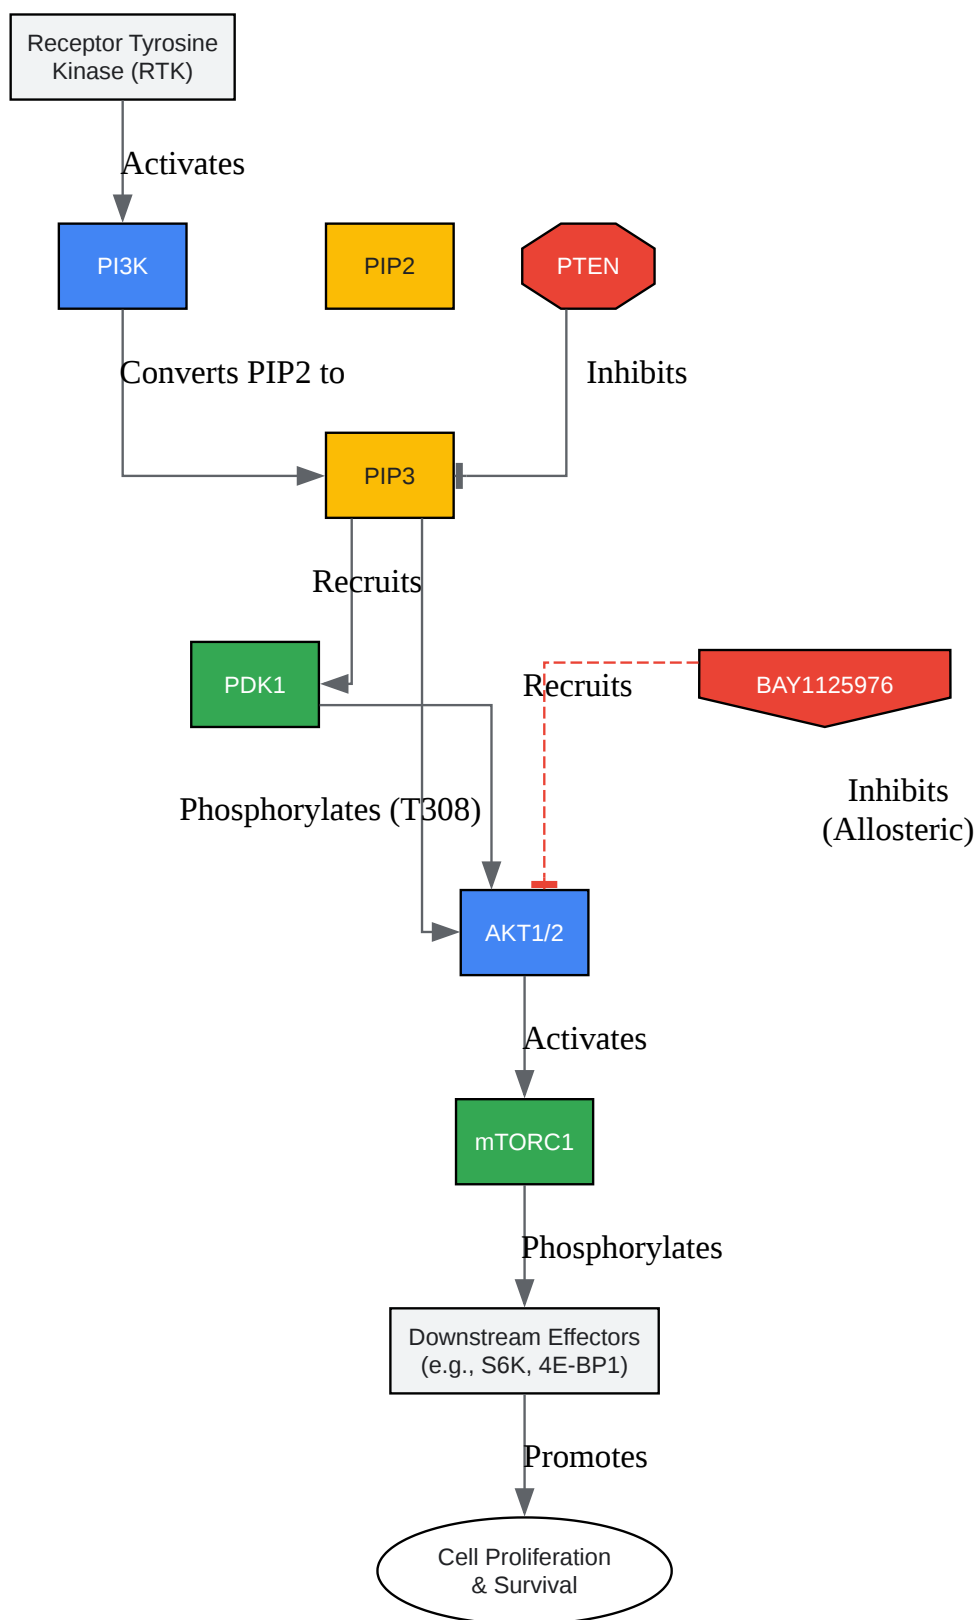 Receptor Tyrosine
Kinase (RTK)
Activates
PI3K
PIP2
PTEN
Converts PIP2 to
Inhibits
PIP3
Recruits
PDK1
Recruits
BAY1125976
Inhibits
(Allosteric)
Phosphorylates (T308)
AKT1/2
Activates
mTORC1
Phosphorylates
Downstream Effectors
(e.g., S6K, 4E-BP1)
Promotes
Cell Proliferation
& Survival